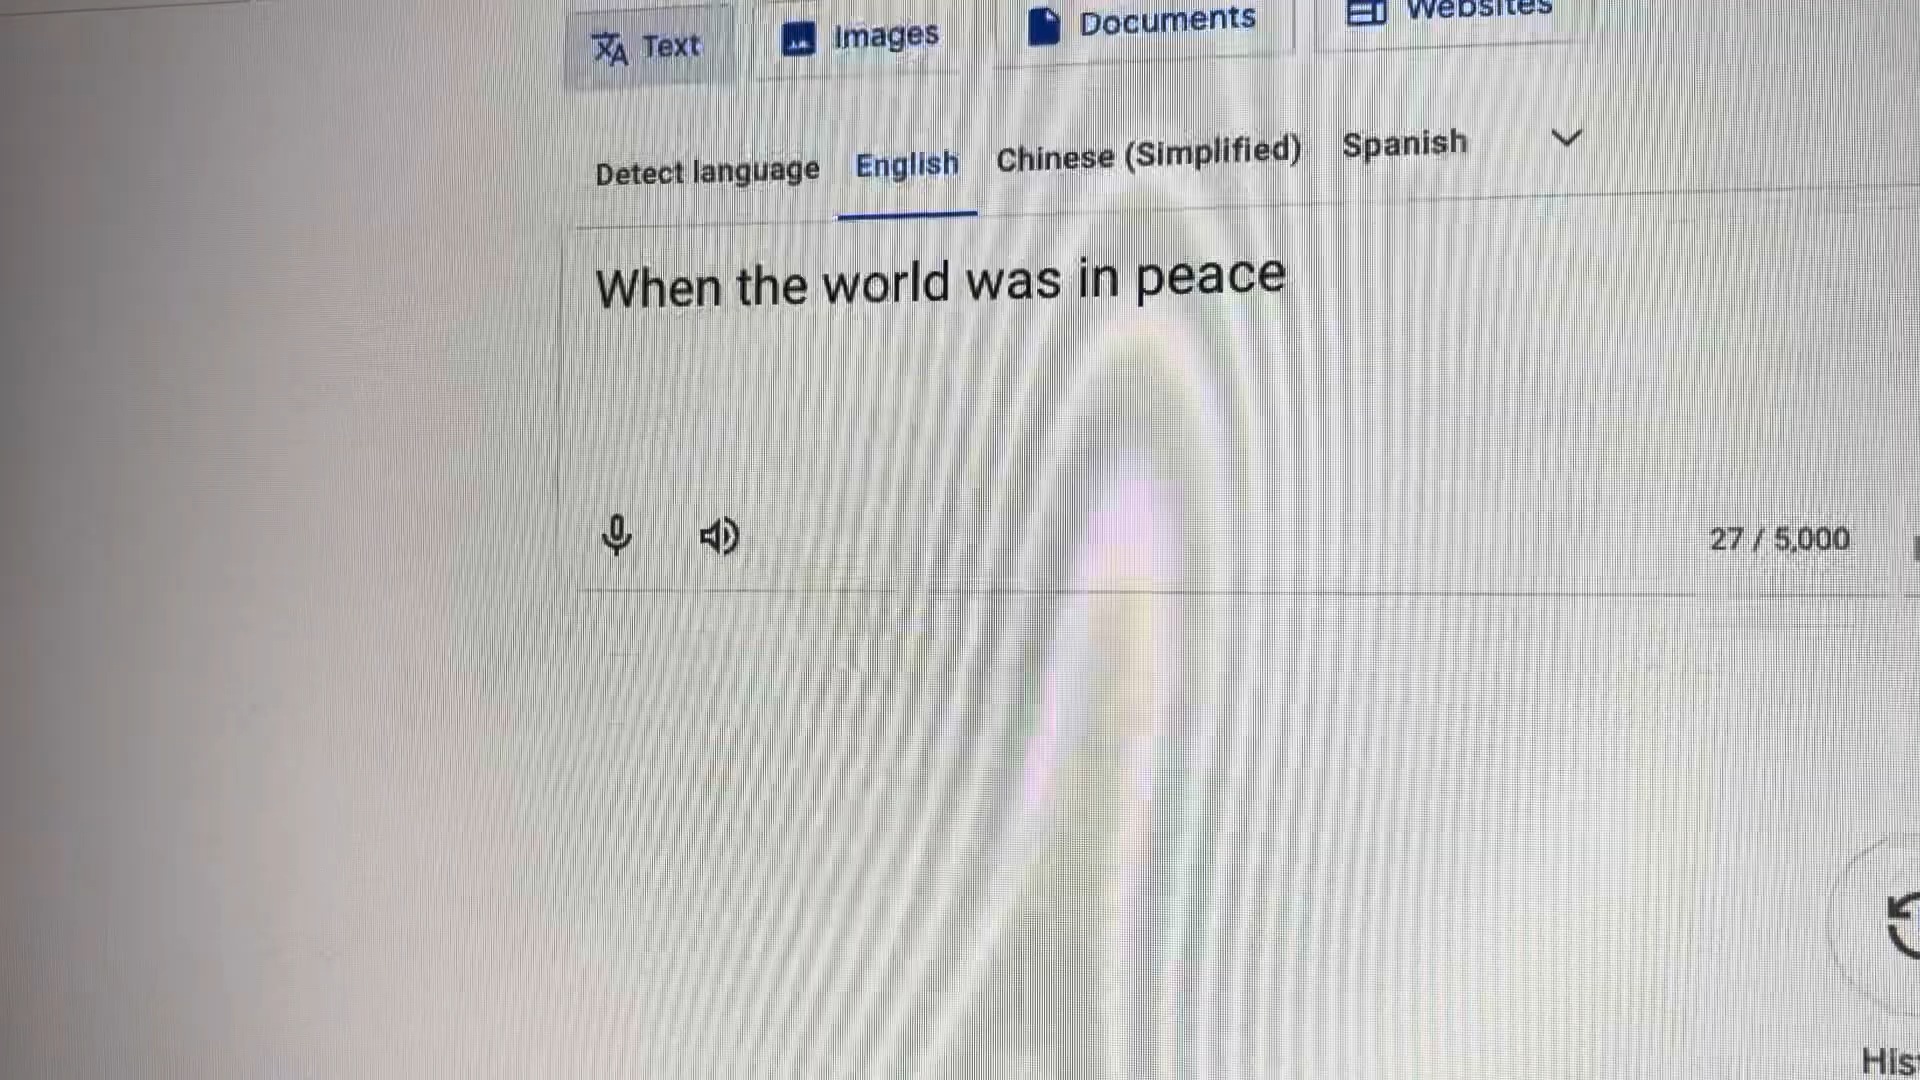 Text Images Documents Websites
Detect language English Chinese (Simplified) Spanish
When the world was in peace
27 / 5,000